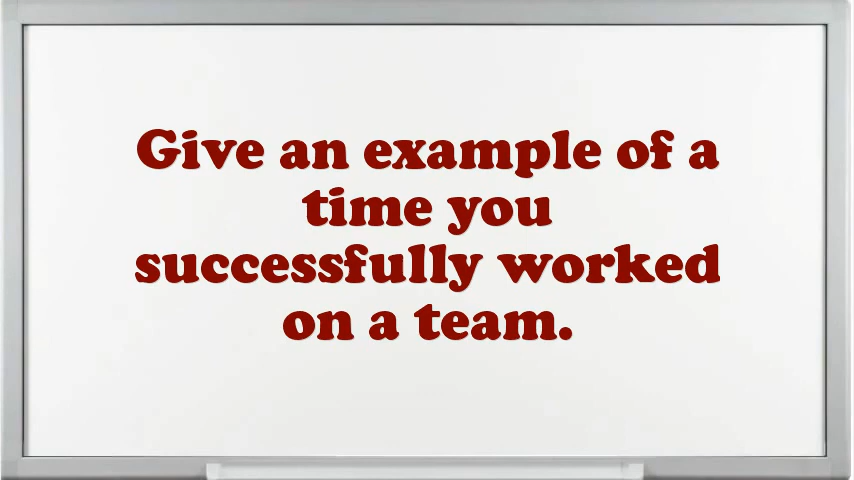 Give an example of a
time you
successfully worked
on a team.